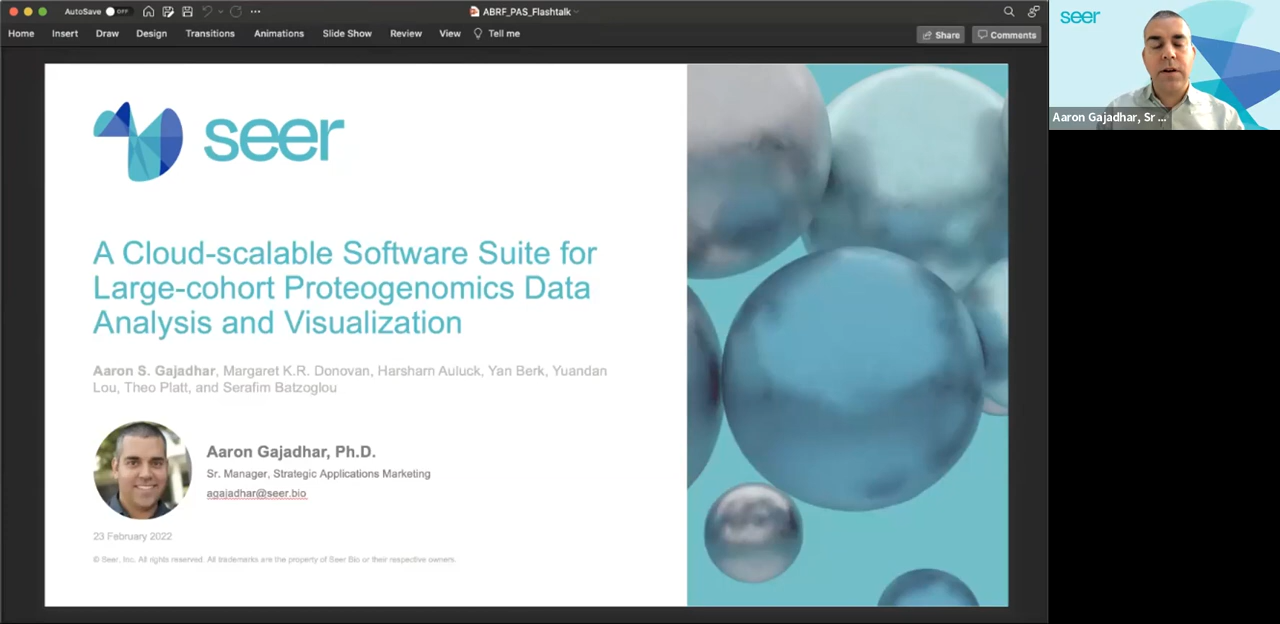 AutoSave OFF
ABRF_PAS_Flashtalk
Home Insert Draw Design Transitions Animations Slide Show Review View Tell me
Share Comments
seer
A Cloud-scalable Software Suite for
Large-cohort Proteogenomics Data
Analysis and Visualization
Aaron S. Gajadhar, Margaret K.R. Donovan, Harsharn Auluck, Yan Berk, Yuandan
Lou, Theo Platt, and Serafim Batzoglou
Aaron Gajadhar, Ph.D.
Sr. Manager, Strategic Applications Marketing
agajadhar@seer.bio
23 February 2022
© Seer, Inc. All rights reserved. All trademarks are the property of Seer Bio or their respective owners.
seer
Aaron Gajadhar, Sr ...